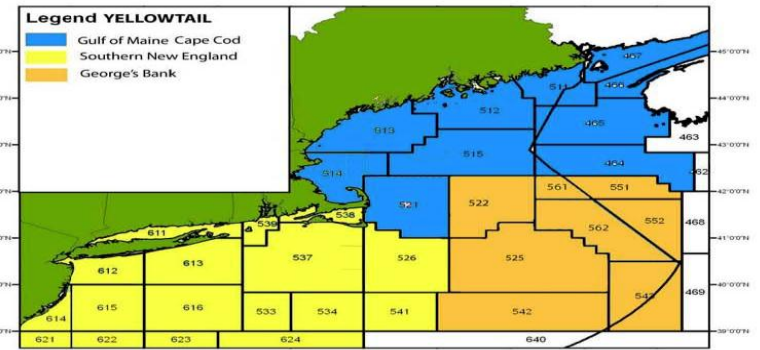 Legend YELLOWTAIL
Gulf of Maine Cape Cod
Southern New England
George's Bank
467
45°0'0"N
511
466
44°0'0"N
512
465
513
463
43°0'0"N
515
464
514
462
42°0'0"N
561 551
521
522
538
539
552 468
611
562
41°0'0"N
537 526 525
612 613
469
40°0'0"N
543
615 616 533 534 541 542
614
39°0'0"N
621 622 623 624 640